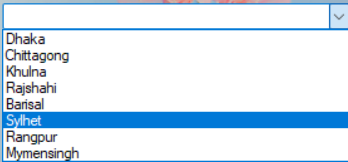 Dhaka
Chittagong
Khulna
Rajshahi
Barisal
Sylhet
Rangpur
Mymensingh